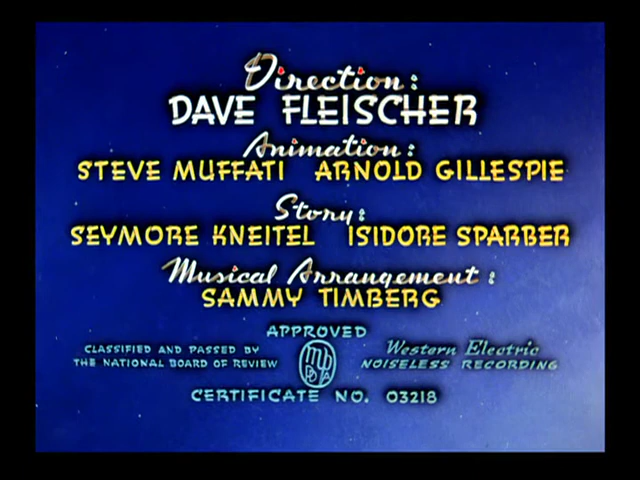 Direction:
DAVE FLEISCHER
Animation:
STEVE MUFFATI ARNOLD GILLESPIE
Story:
SEYMORE KNEITEL ISIDORE SPARBER
Musical Arrangement:
SAMMY TIMBERG
APPROVED
CLASSIFIED AND PASSED BY
THE NATIONAL BOARD OF REVIEW
Western Electric
NOISELESS RECORDING
CERTIFICATE NO. 03218